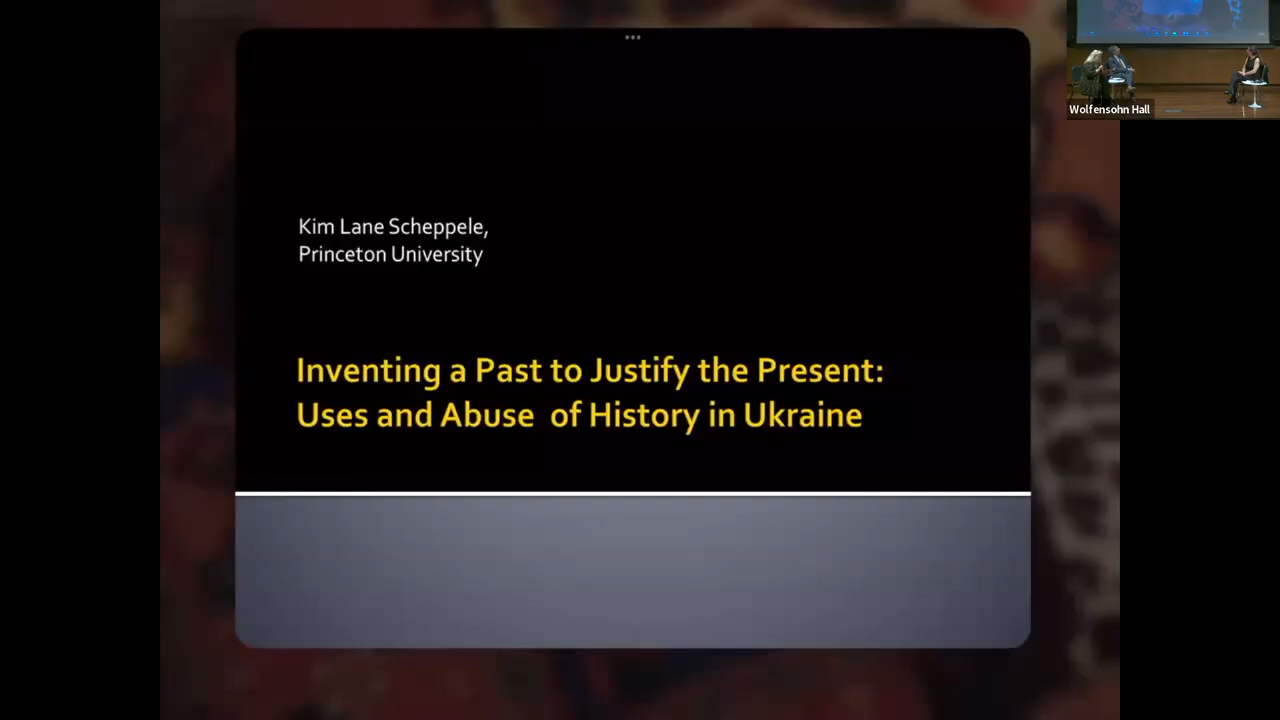 Kim Lane Scheppele,
Princeton University
Inventing a Past to Justify the Present:
Uses and Abuse  of History in Ukraine
Wolfensohn Hall